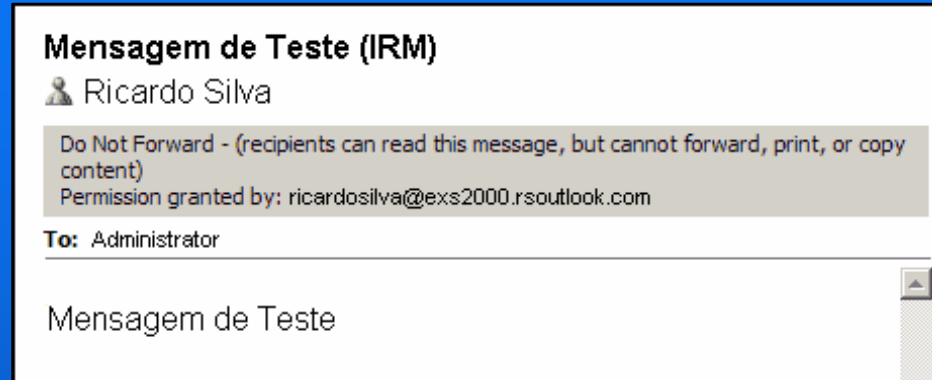 Mensagem de Teste (IRM)
Ricardo Silva
Do Not Forward - (recipients can read this message, but cannot forward, print, or copy
content)
Permission granted by: ricardosilva@exs2000.rsoutlook.com
To: Administrator
Mensagem de Teste